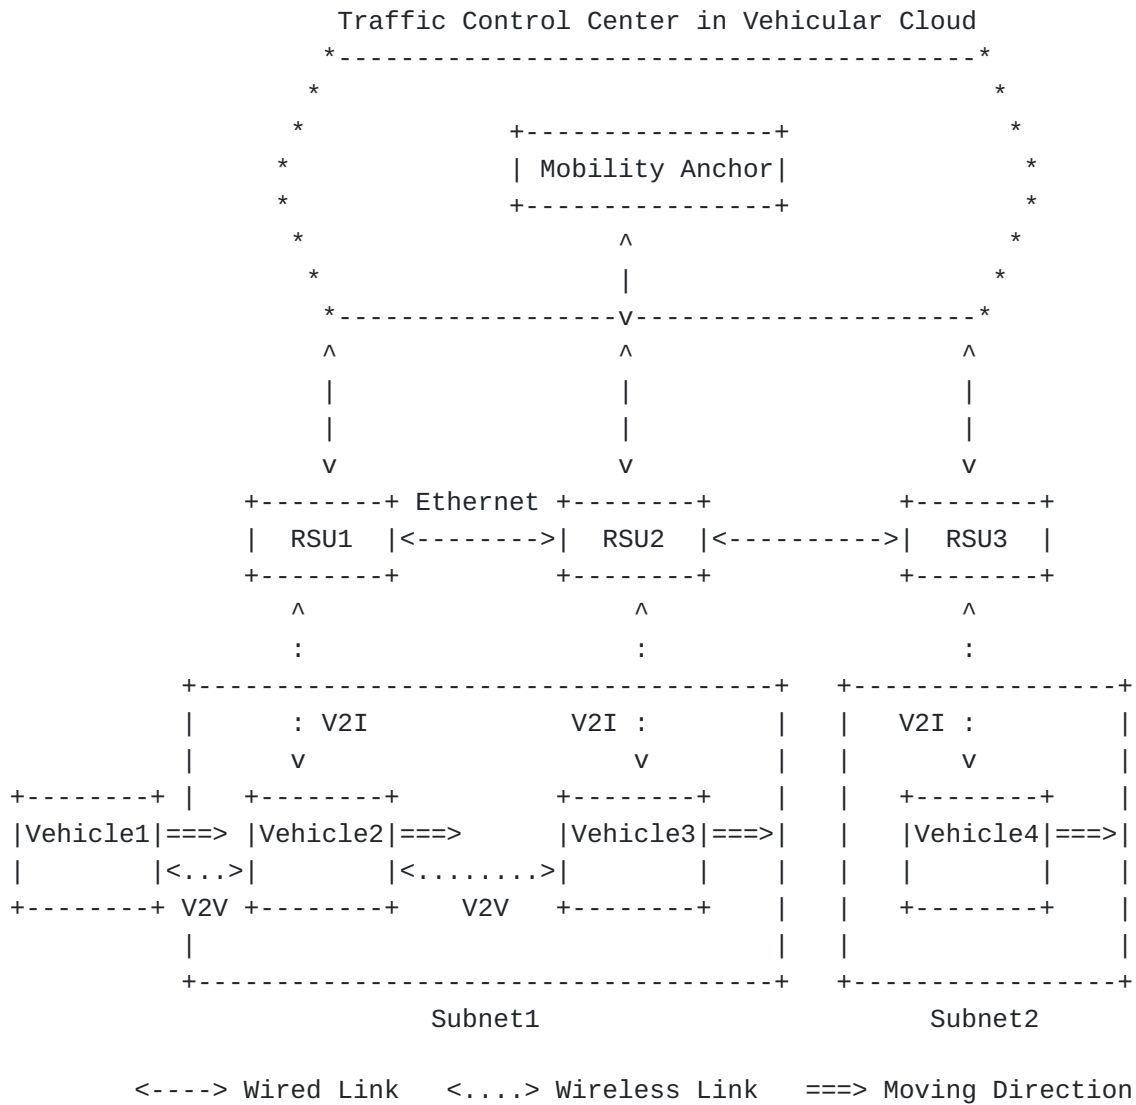 Traffic Control Center in Vehicular Cloud
Mobility Anchor
Ethernet
RSU1 RSU2 RSU3
V2I V2I V2I
Vehicle1 Vehicle2 Vehicle3 Vehicle4
V2V V2V
Subnet1 Subnet2
<----> Wired Link <....> Wireless Link ===> Moving Direction